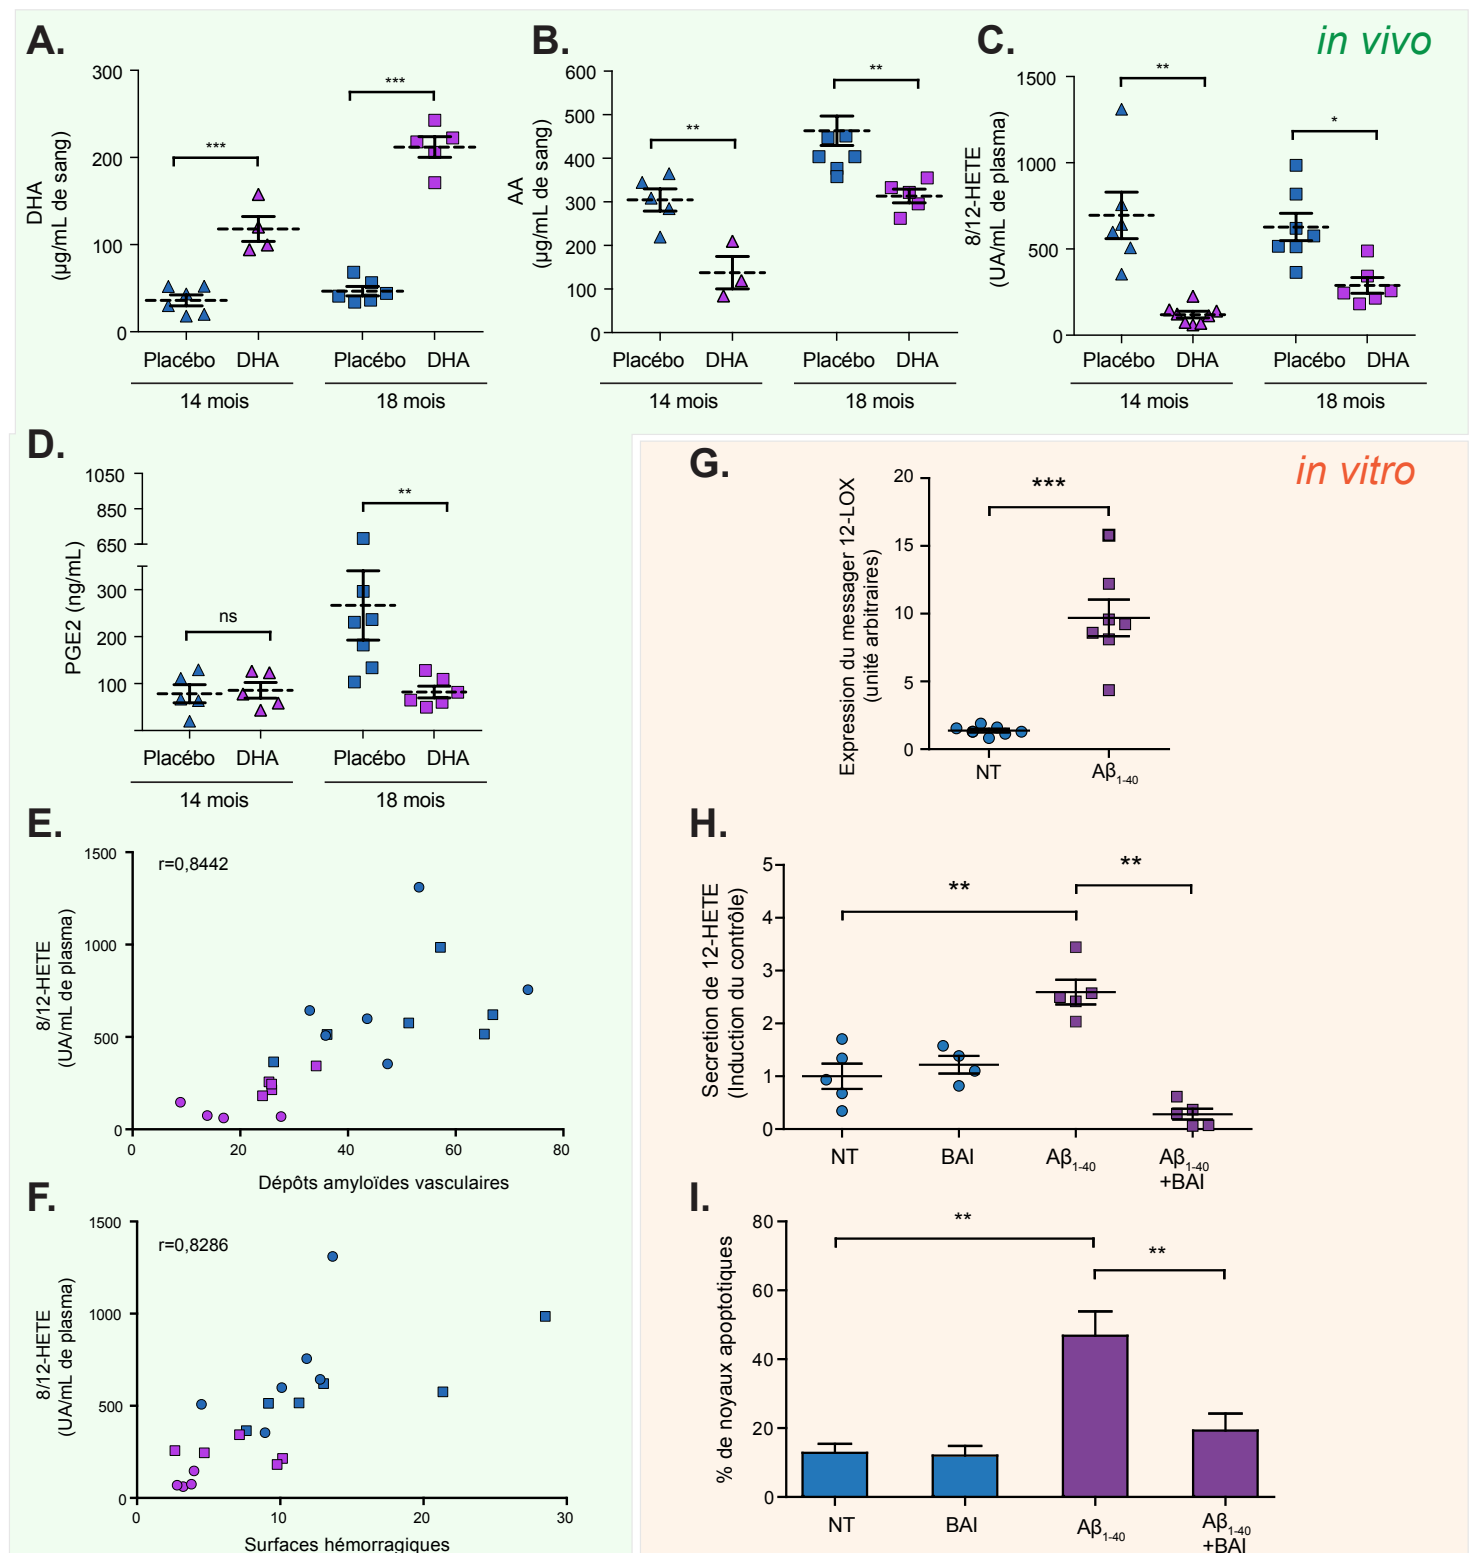 in vivo
A.
DHA
(µg/mL de sang)
300
200
100
0
***
***
Placébo DHA Placébo DHA
14 mois 18 mois
B.
AA
(µg/mL de sang)
600
500
400
300
200
100
0
**
**
Placébo DHA Placébo DHA
14 mois 18 mois
C.
8/12-HETE
(UA/mL de plasma)
1500
1000
500
0
**
*
Placébo DHA Placébo DHA
14 mois 18 mois
D.
PGE2 (ng/mL)
1050
850
650
300
200
100
ns
**
Placébo DHA Placébo DHA
14 mois 18 mois
E.
8/12-HETE
(UA/mL de plasma)
r=0,8442
1500
1000
500
0
0 20 40 60 80
Dépôts amyloïdes vasculaires
F.
8/12-HETE
(UA/mL de plasma)
r=0,8286
1500
1000
500
0
0 10 20 30
Surfaces hémorragiques
in vitro
G.
Expression du messager 12-LOX
(unité arbitraires)
20
15
10
5
0
***
NT Aβ1-40
H.
Secretion de 12-HETE
(Induction du contrôle)
5
4
3
2
1
0
**
**
NT BAI Aβ1-40 Aβ1-40
+BAI
I.
% de noyaux apoptotiques
80
60
40
20
0
**
**
NT BAI Aβ1-40 Aβ1-40
+BAI